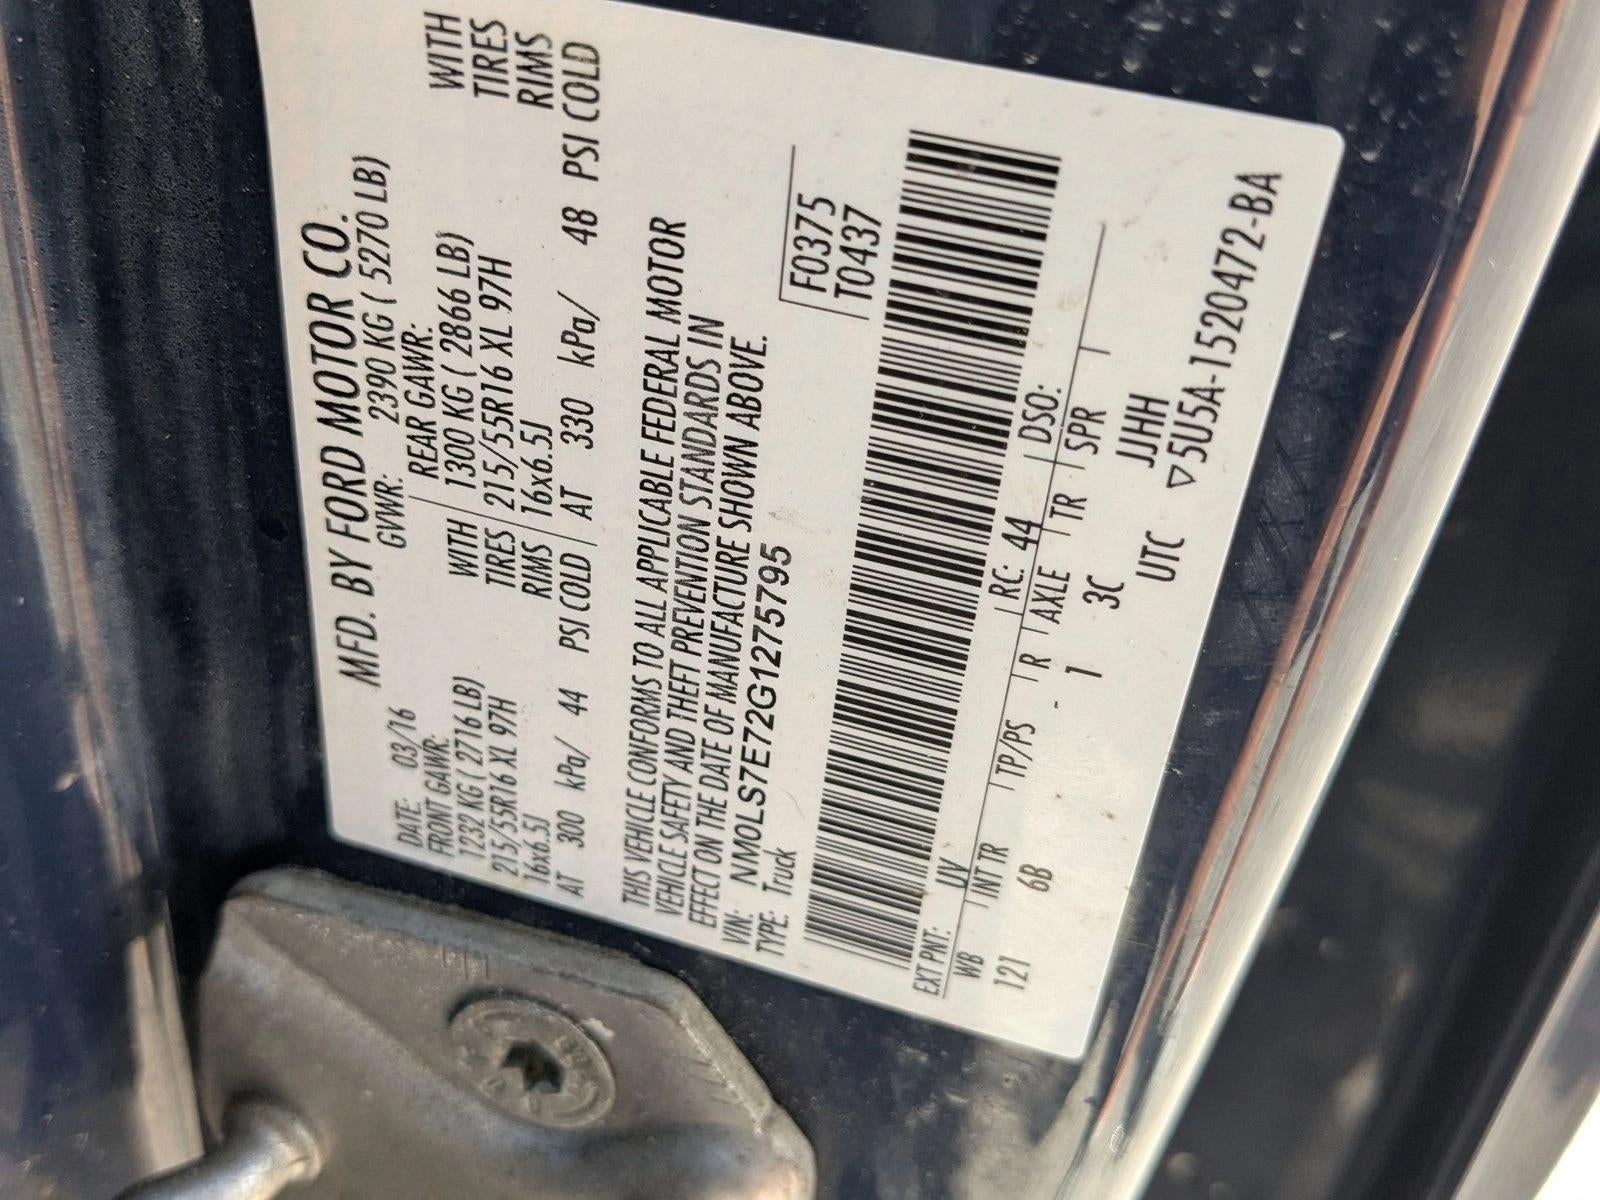 MFD. BY FORD MOTOR CO.
DATE: 03/16 GVWR: 2390 KG ( 5270 LB)
FRONT GAWR: REAR GAWR:
1232 KG ( 2716 LB) WITH 1300 KG ( 2866 LB) WITH
215/55R16 XL 97H TIRES 215/55R16 XL 97H TIRES
16x6.5J RIMS 16x6.5J RIMS
AT 300 kPa/ 44 PSI COLD AT 330 kPa/ 48 PSI COLD
THIS VEHICLE CONFORMS TO ALL APPLICABLE FEDERAL MOTOR
VEHICLE SAFETY AND THEFT PREVENTION STANDARDS IN
EFFECT ON THE DATE OF MANUFACTURE SHOWN ABOVE.
VIN: NM0LS7E72G1275795 F0375
TYPE: Truck T0437
EXT PNT: UV RC: 44 DSO:
WB INT TR TP/PS R AXLE TR SPR
121 6B - 1 3C JJHH
UTC ▽5U5A-1520472-BA